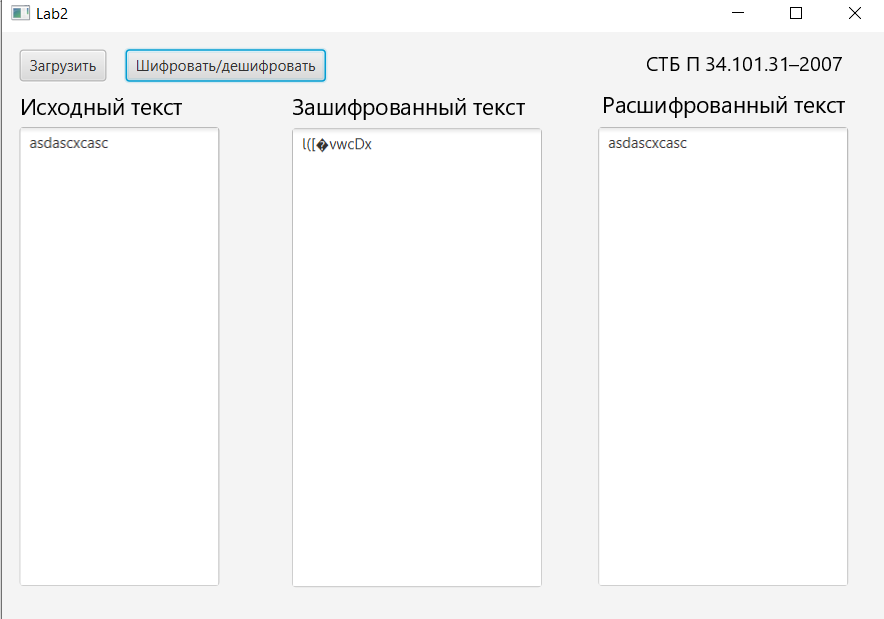 Lab2
Загрузить
Шифровать/дешифровать
СТБ П 34.101.31–2007
Исходный текст
Зашифрованный текст
Расшифрованный текст
asdascxcasc
l([�vwcDx
asdascxcasc